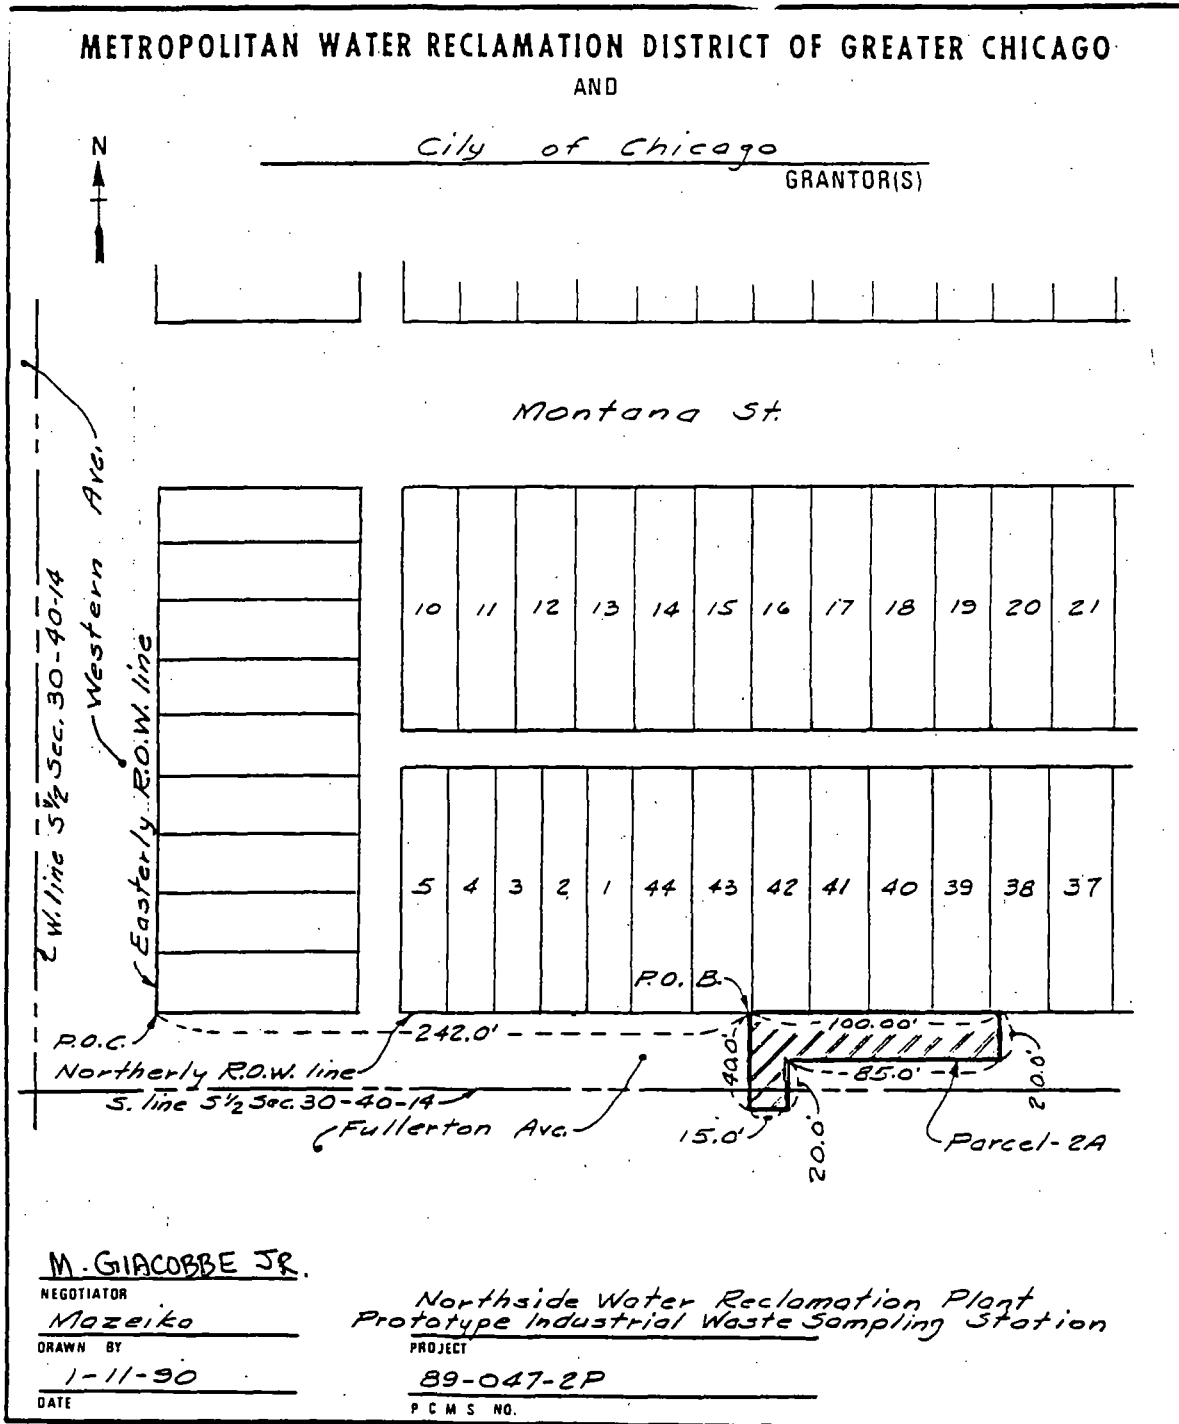 METROPOLITAN WATER RECLAMATION DISTRICT OF GREATER CHICAGO
AND
City of Chicago
GRANTOR(S)
N
Montana St.
Western Ave.
W. line S½ Sec. 30-40-14
Easterly R.O.W. line
10 11 12 13 14 15 16 17 18 19 20 21
5 4 3 2 1 44 43 42 41 40 39 38 37
P.O.B.
P.O.C.
242.0'
100.00'
40.0'
85.0'
20.0'
Northerly R.O.W. line
S. line S½ Sec. 30-40-14
Fullerton Ave.
15.0'
20.0'
Parcel-2A
M. GIACOBBE JR.
NEGOTIATOR
Mazeika
DRAWN BY
1-11-90
DATE
Northside Water Reclamation Plant
Prototype Industrial Waste Sampling Station
PROJECT
89-047-2P
P C M S NO.